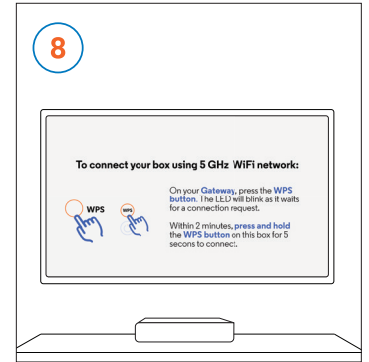 8
To connect your box using 5 GHz WiFi network:
WPS
WPS
On your Gateway, press the WPS
button. The LED will blink as it waits
for a connection request.
Within 2 minutes, press and hold
the WPS button on this box for 5
secons to connect.